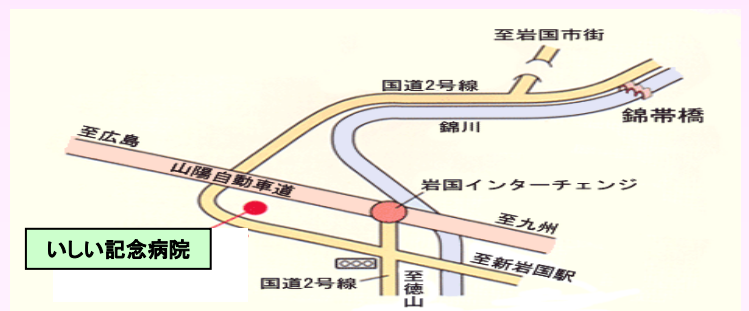 至岩国市街
国道2号線
錦帯橋
錦川
至広島
山陽自動車道
岩国インターチェンジ
至九州
いしい記念病院
至新岩国駅
国道2号線
至徳山